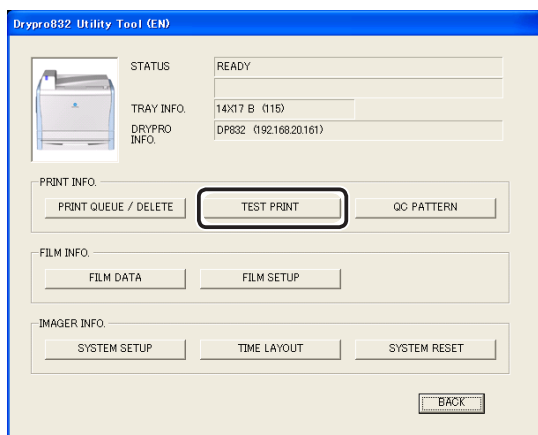 Drypro832 Utility Tool (EN)
STATUS
READY
TRAY INFO.
14X17 B (115)
DRYPRO
INFO.
DP832 (192.168.20.161)
PRINT INFO.
PRINT QUEUE / DELETE
TEST PRINT
QC PATTERN
FILM INFO.
FILM DATA
FILM SETUP
IMAGER INFO.
SYSTEM SETUP
TIME LAYOUT
SYSTEM RESET
BACK